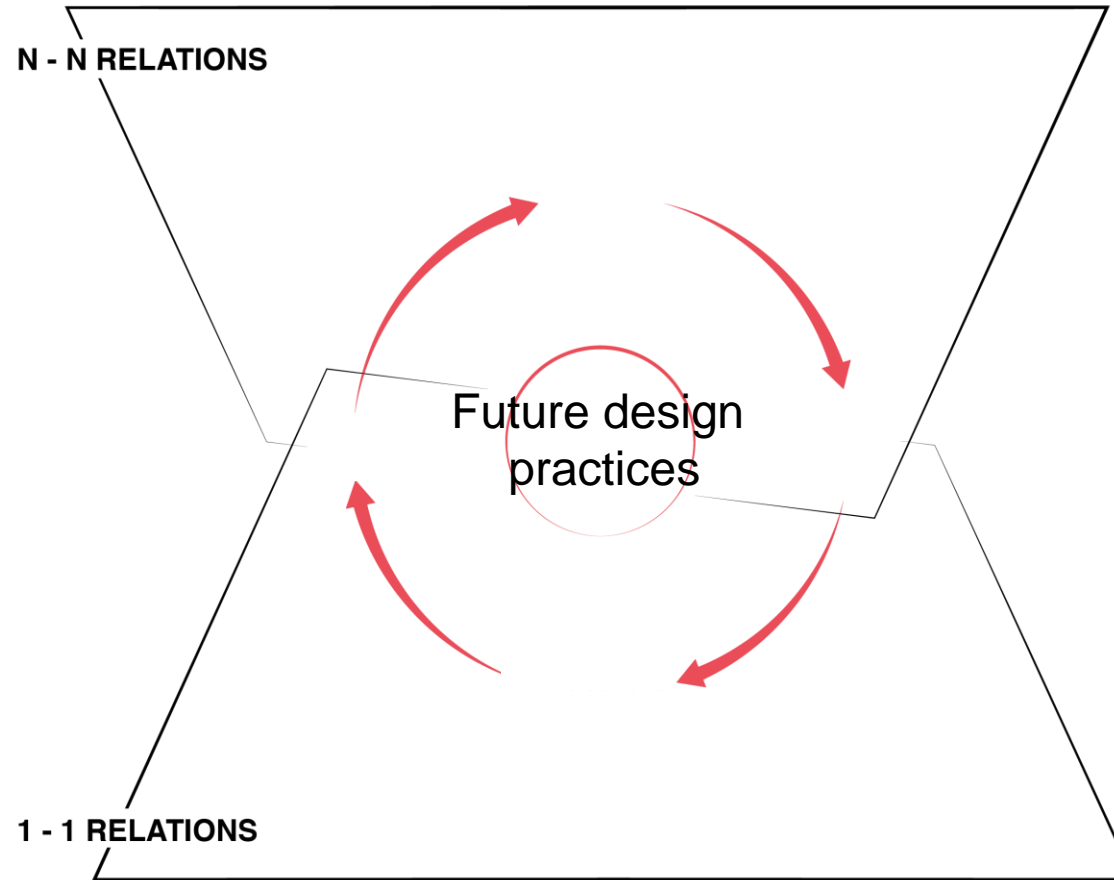 N - N RELATIONS
Future design
practices
1 - 1 RELATIONS